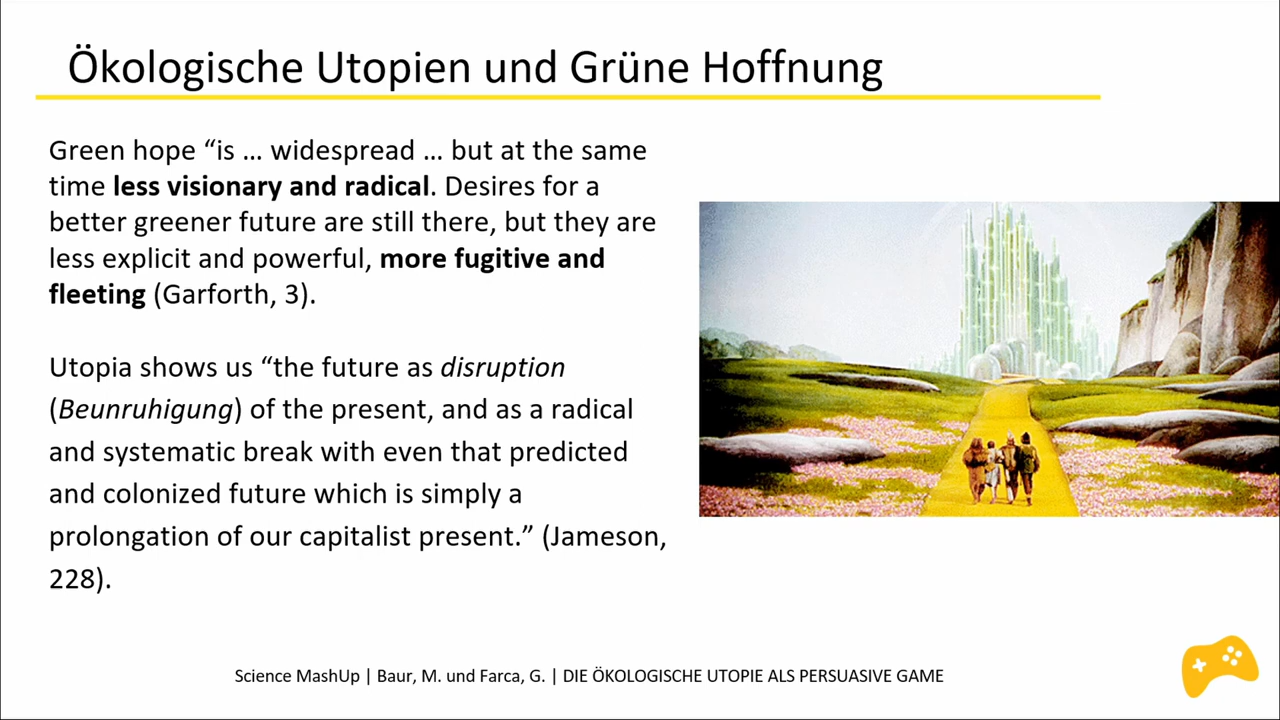 Ökologische Utopien und Grüne Hoffnung
Green hope “is … widespread … but at the same
time less visionary and radical. Desires for a
better greener future are still there, but they are
less explicit and powerful, more fugitive and
fleeting (Garforth, 3).
Utopia shows us “the future as disruption
(Beunruhigung) of the present, and as a radical
and systematic break with even that predicted
and colonized future which is simply a
prolongation of our capitalist present.” (Jameson,
228).
Science MashUp | Baur, M. und Farca, G. | DIE ÖKOLOGISCHE UTOPIE ALS PERSUASIVE GAME